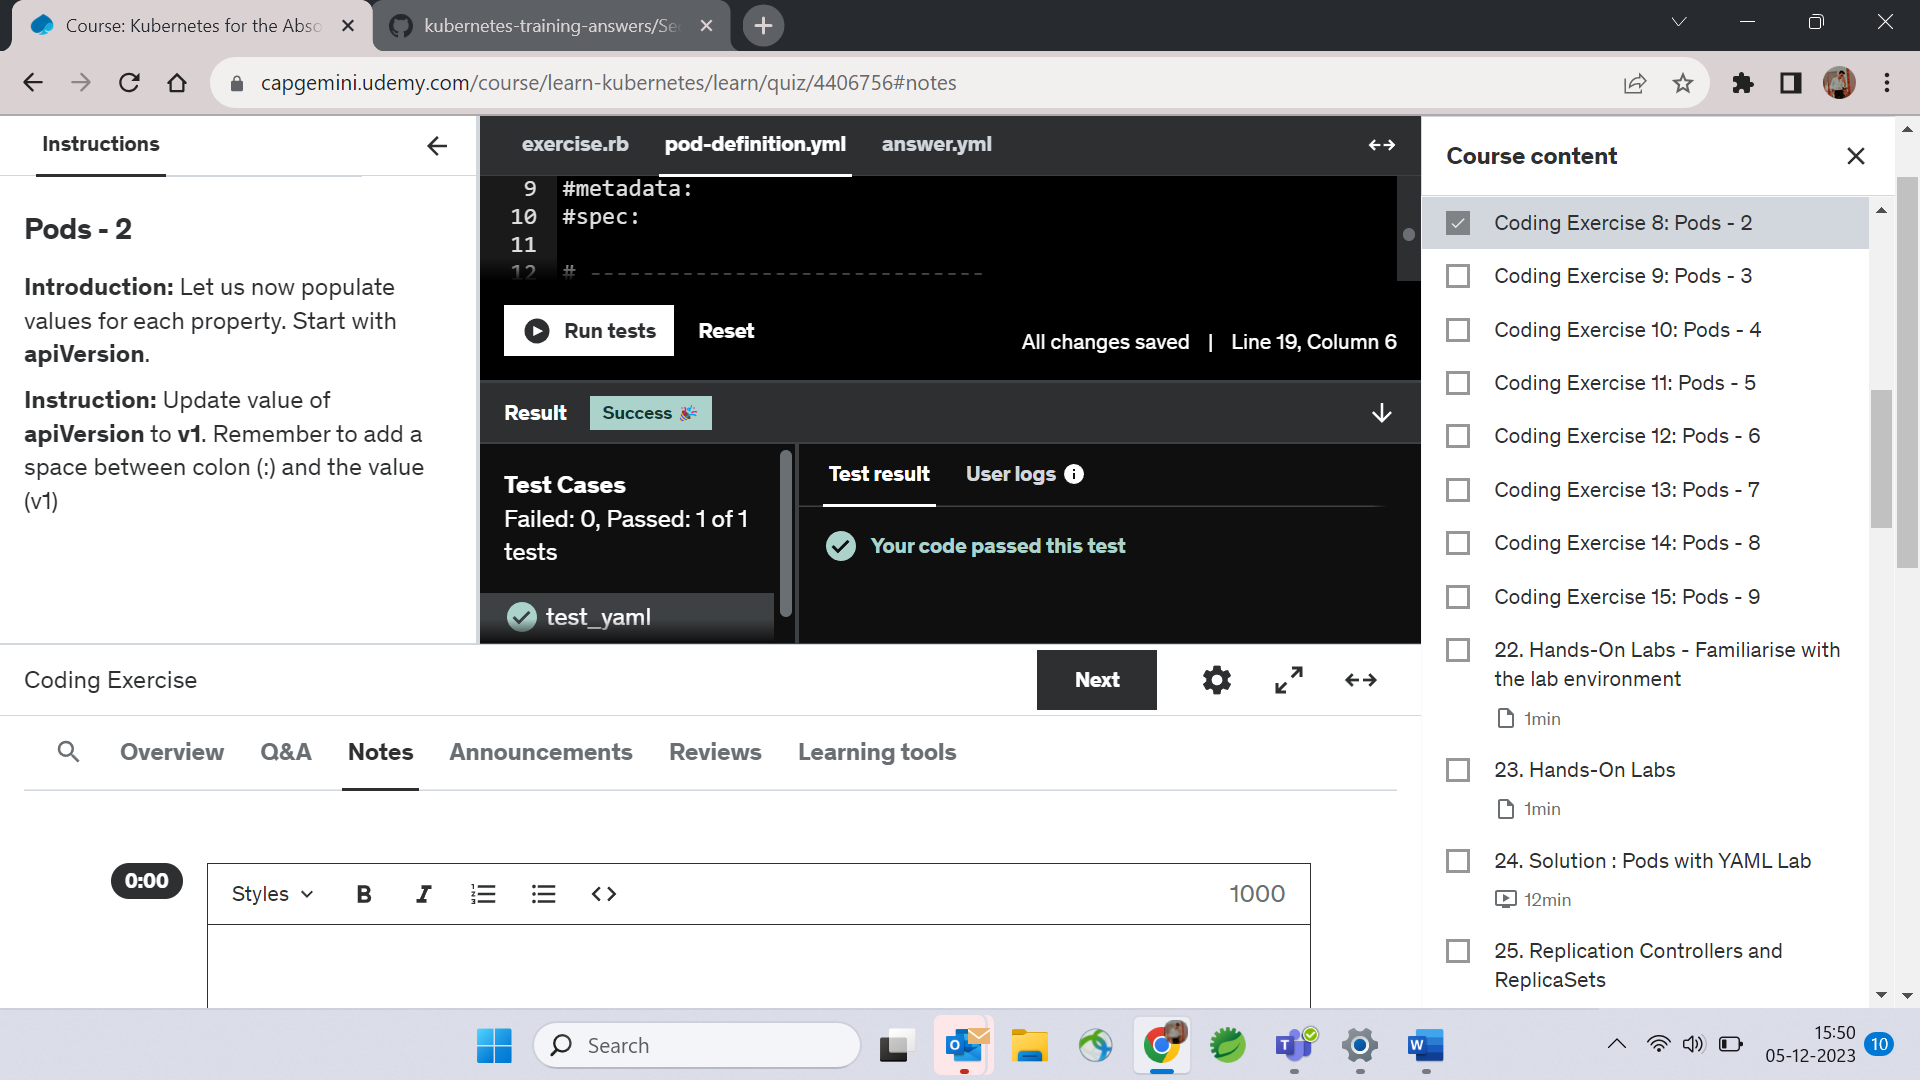 Course: Kubernetes for the Abso
kubernetes-training-answers/Se
capgemini.udemy.com/course/learn-kubernetes/learn/quiz/4406756#notes
Instructions
Pods - 2
Introduction: Let us now populate
values for each property. Start with
apiVersion.
Instruction: Update value of
apiVersion to v1. Remember to add a
space between colon (:) and the value
(v1)
exercise.rb
pod-definition.yml
answer.yml
9 #metadata:
10 #spec:
11
12 # ------------------------------
Run tests
Reset
All changes saved | Line 19, Column 6
Result
Success
Test Cases
Failed: 0, Passed: 1 of 1
tests
test_yaml
Test result
User logs
Your code passed this test
Course content
Coding Exercise 8: Pods - 2
Coding Exercise 9: Pods - 3
Coding Exercise 10: Pods - 4
Coding Exercise 11: Pods - 5
Coding Exercise 12: Pods - 6
Coding Exercise 13: Pods - 7
Coding Exercise 14: Pods - 8
Coding Exercise 15: Pods - 9
22. Hands-On Labs - Familiarise with
the lab environment
1min
23. Hands-On Labs
1min
24. Solution : Pods with YAML Lab
12min
25. Replication Controllers and
ReplicaSets
Coding Exercise
Next
Overview
Q&A
Notes
Announcements
Reviews
Learning tools
0:00
Styles
B
I
1000
Search
15:50
05-12-2023
10